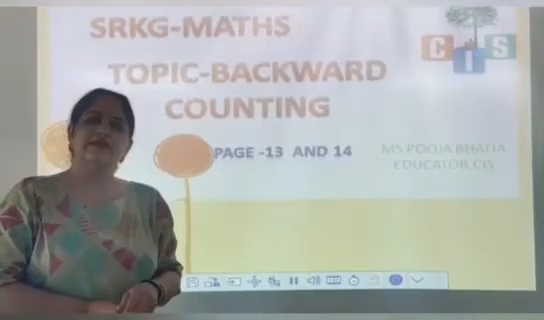 SRKG-MATHS
CIS
TOPIC-BACKWARD
COUNTING
PAGE -13 AND 14
MS POOJA BHATIA
EDUCATOR,CIS